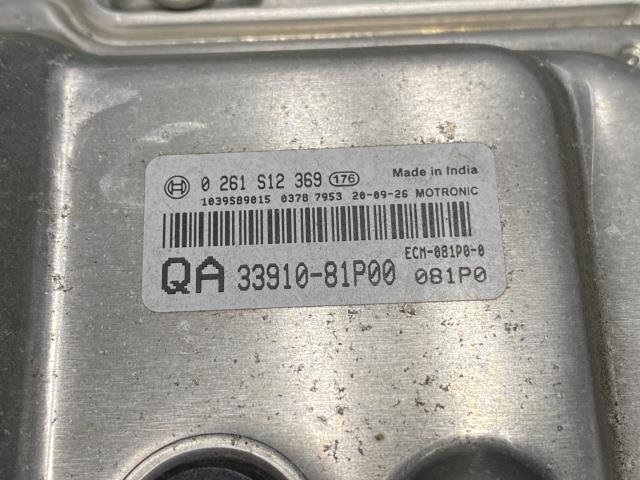 0 261 S12 369 176 Made in India
1039S89015 0378 7953 20-09-26 MOTRONIC
ECM-081P0-0
QA 33910-81P00 081P0